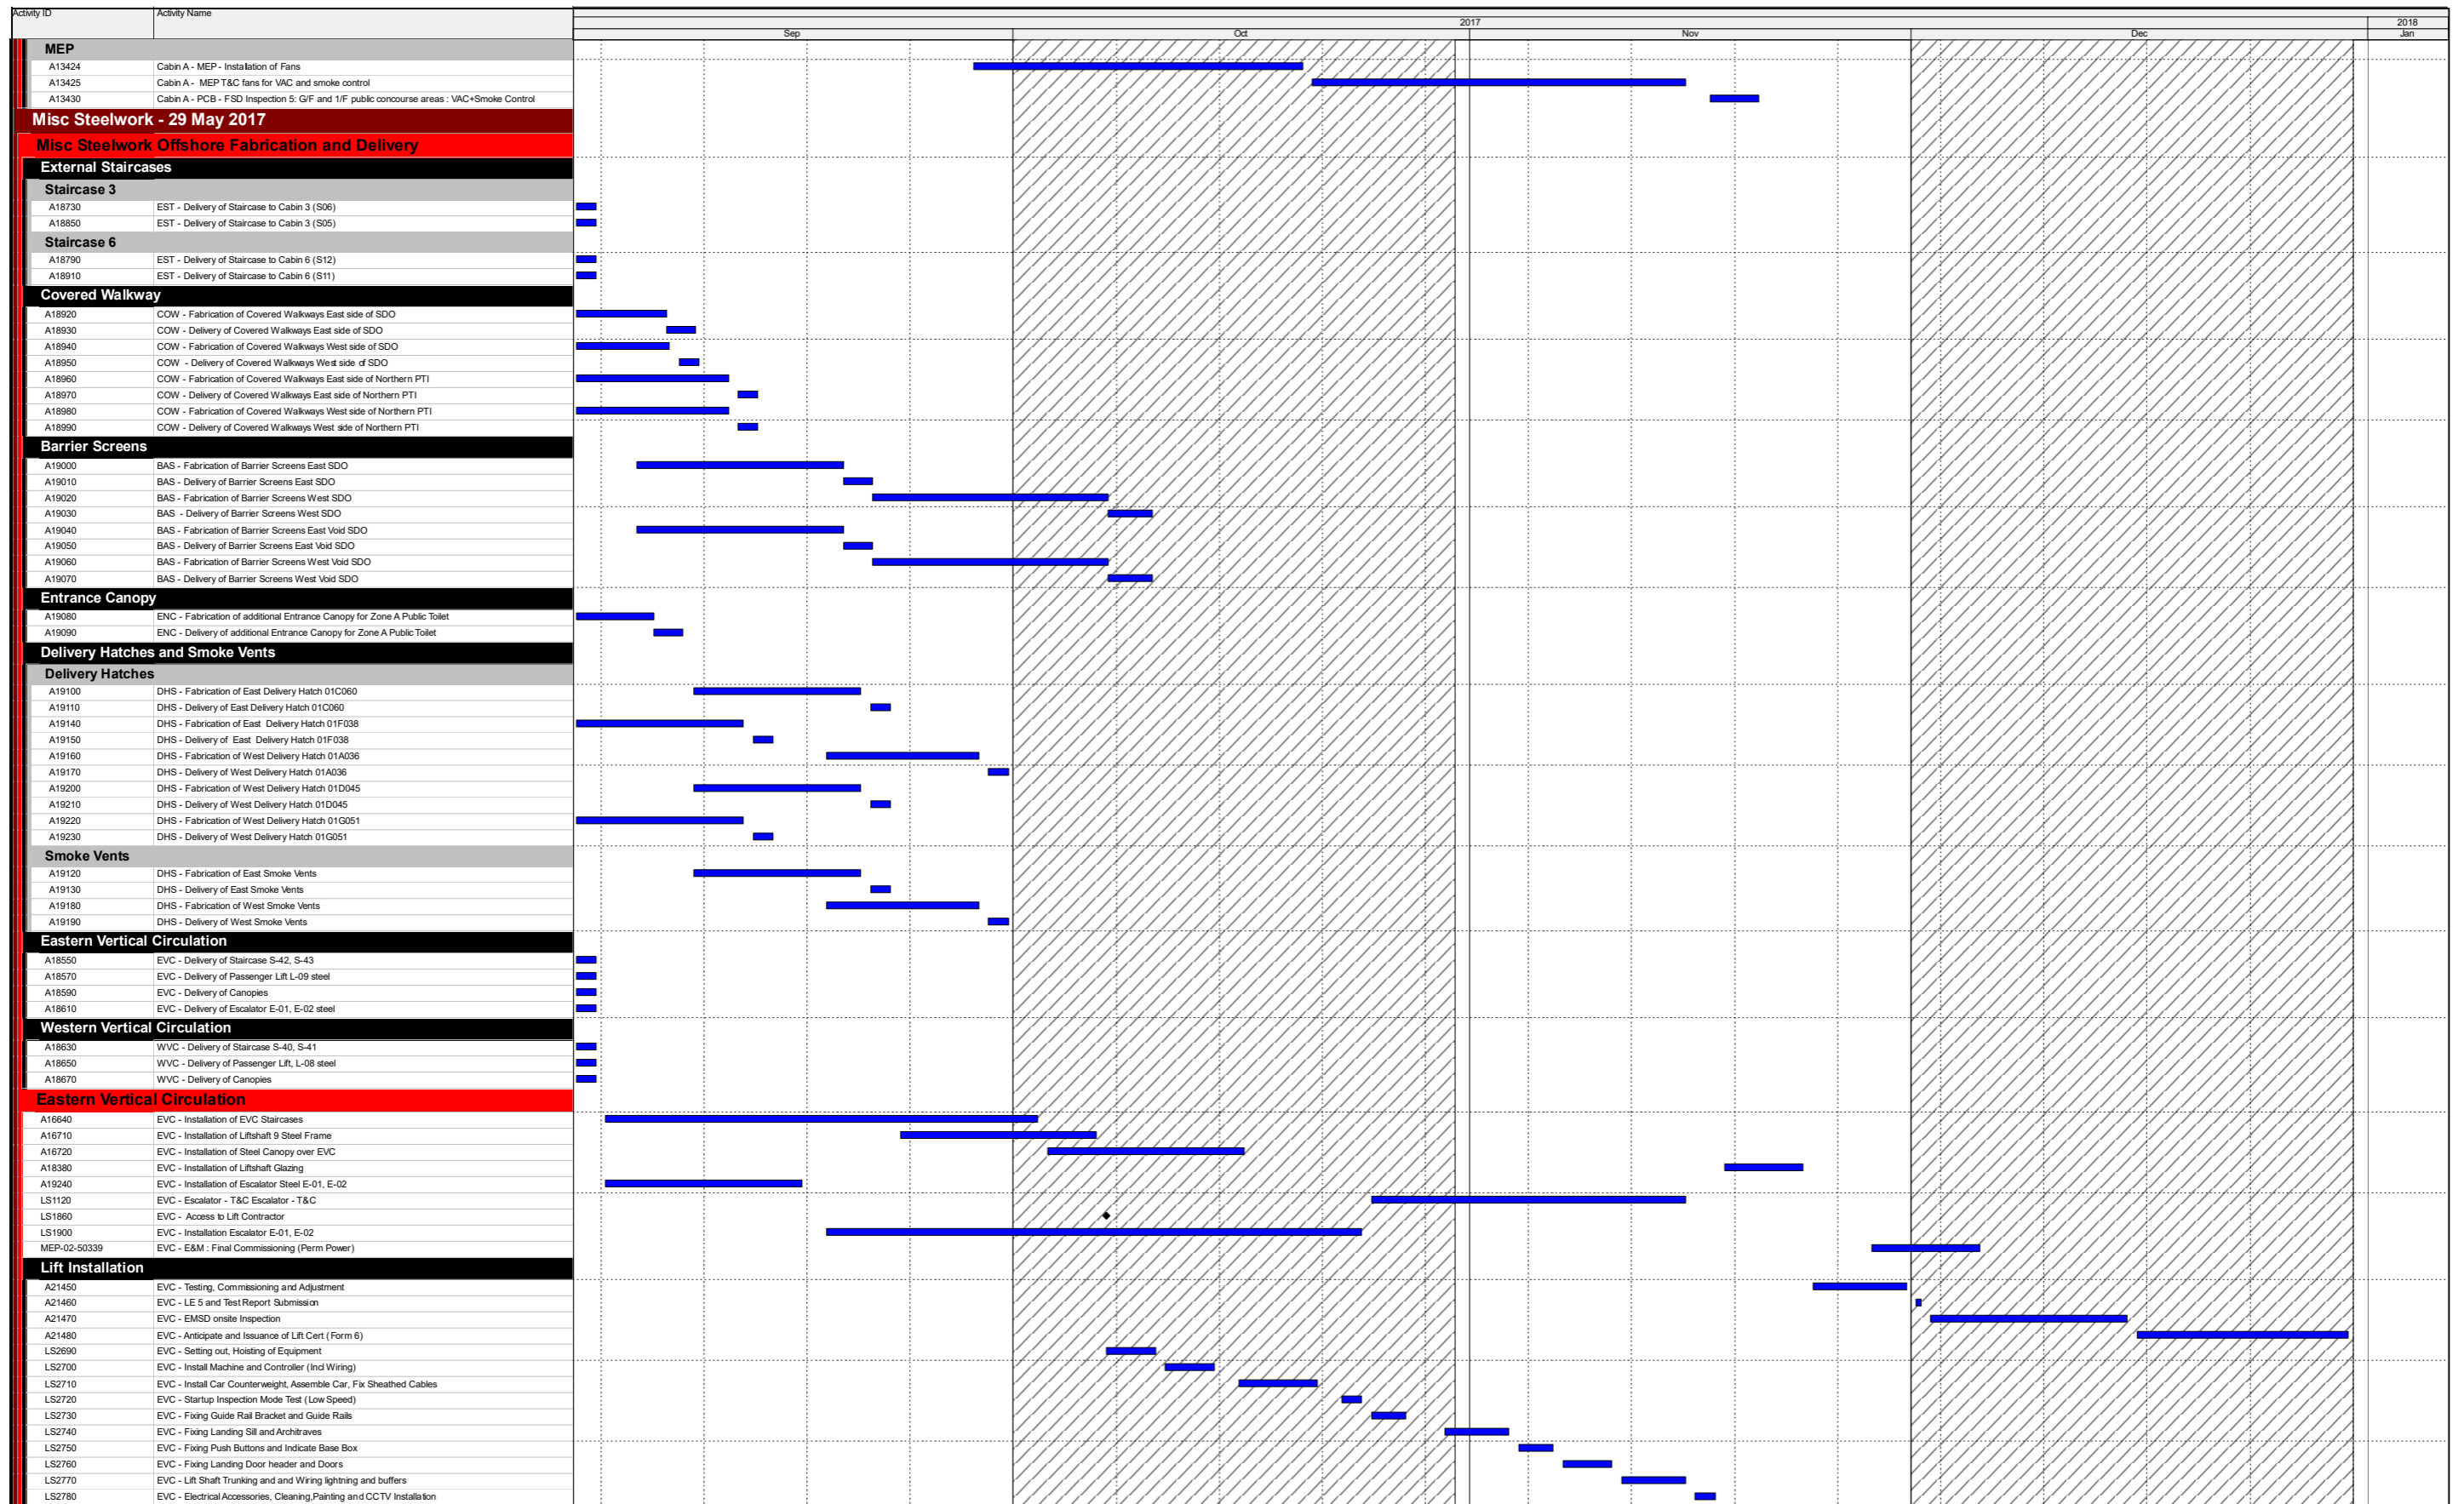 Activity ID Activity Name
2017 2018
Sep Oct Nov Dec Jan
MEP
A13424 Cabin A - MEP - Installation of Fans
A13425 Cabin A - MEP T&C fans for VAC and smoke control
A13430 Cabin A - PCB - FSD Inspection 5: G/F and 1/F public concourse areas : VAC+Smoke Control
Misc Steelwork - 29 May 2017
Misc Steelwork Offshore Fabrication and Delivery
External Staircases
Staircase 3
A18730 EST - Delivery of Staircase to Cabin 3 (S06)
A18850 EST - Delivery of Staircase to Cabin 3 (S05)
Staircase 6
A18790 EST - Delivery of Staircase to Cabin 6 (S12)
A18910 EST - Delivery of Staircase to Cabin 6 (S11)
Covered Walkway
A18920 COW - Fabrication of Covered Walkways East side of SDO
A18930 COW - Delivery of Covered Walkways East side of SDO
A18940 COW - Fabrication of Covered Walkways West side of SDO
A18950 COW - Delivery of Covered Walkways West side of SDO
A18960 COW - Fabrication of Covered Walkways East side of Northern PTI
A18970 COW - Delivery of Covered Walkways East side of Northern PTI
A18980 COW - Fabrication of Covered Walkways West side of Northern PTI
A18990 COW - Delivery of Covered Walkways West side of Northern PTI
Barrier Screens
A19000 BAS - Fabrication of Barrier Screens East SDO
A19010 BAS - Delivery of Barrier Screens East SDO
A19020 BAS - Fabrication of Barrier Screens West SDO
A19030 BAS - Delivery of Barrier Screens West SDO
A19040 BAS - Fabrication of Barrier Screens East Void SDO
A19050 BAS - Delivery of Barrier Screens East Void SDO
A19060 BAS - Fabrication of Barrier Screens West Void SDO
A19070 BAS - Delivery of Barrier Screens West Void SDO
Entrance Canopy
A19080 ENC - Fabrication of additional Entrance Canopy for Zone A Public Toilet
A19090 ENC - Delivery of additional Entrance Canopy for Zone A Public Toilet
Delivery Hatches and Smoke Vents
Delivery Hatches
A19100 DHS - Fabrication of East Delivery Hatch 01C060
A19110 DHS - Delivery of East Delivery Hatch 01C060
A19140 DHS - Fabrication of East Delivery Hatch 01F038
A19150 DHS - Delivery of East Delivery Hatch 01F038
A19160 DHS - Fabrication of West Delivery Hatch 01A036
A19170 DHS - Delivery of West Delivery Hatch 01A036
A19200 DHS - Fabrication of West Delivery Hatch 01D045
A19210 DHS - Delivery of West Delivery Hatch 01D045
A19220 DHS - Fabrication of West Delivery Hatch 01G051
A19230 DHS - Delivery of West Delivery Hatch 01G051
Smoke Vents
A19120 DHS - Fabrication of East Smoke Vents
A19130 DHS - Delivery of East Smoke Vents
A19180 DHS - Fabrication of West Smoke Vents
A19190 DHS - Delivery of West Smoke Vents
Eastern Vertical Circulation
A18550 EVC - Delivery of Staircase S-42, S-43
A18570 EVC - Delivery of Passenger Lift L-09 steel
A18590 EVC - Delivery of Canopies
A18610 EVC - Delivery of Escalator E-01, E-02 steel
Western Vertical Circulation
A18630 WVC - Delivery of Staircase S-40, S-41
A18650 WVC - Delivery of Passenger Lift, L-08 steel
A18670 WVC - Delivery of Canopies
Eastern Vertical Circulation
A16640 EVC - Installation of EVC Staircases
A16710 EVC - Installation of Liftshaft 9 Steel Frame
A16720 EVC - Installation of Steel Canopy over EVC
A18380 EVC - Installation of Liftshaft Glazing
A19240 EVC - Installation of Escalator Steel E-01, E-02
LS1120 EVC - Escalator - T&C Escalator - T&C
LS1860 EVC - Access to Lift Contractor
LS1900 EVC - Installation Escalator E-01, E-02
MEP-02-50339 EVC - E&M : Final Commissioning (Perm Power)
Lift Installation
A21450 EVC - Testing, Commissioning and Adjustment
A21460 EVC - LE 5 and Test Report Submission
A21470 EVC - EMSD onsite Inspection
A21480 EVC - Anticipate and Issuance of Lift Cert (Form 6)
LS2690 EVC - Setting out, Hoisting of Equipment
LS2700 EVC - Install Machine and Controller (Incl Wiring)
LS2710 EVC - Install Car Counterweight, Assemble Car, Fix Sheathed Cables
LS2720 EVC - Startup Inspection Mode Test (Low Speed)
LS2730 EVC - Fixing Guide Rail Bracket and Guide Rails
LS2740 EVC - Fixing Landing Sill and Architraves
LS2750 EVC - Fixing Push Buttons and Indicate Base Box
LS2760 EVC - Fixing Landing Door header and Doors
LS2770 EVC - Lift Shaft Trunking and and Wiring lightning and buffers
LS2780 EVC - Electrical Accessories, Cleaning,Painting and CCTV Installation